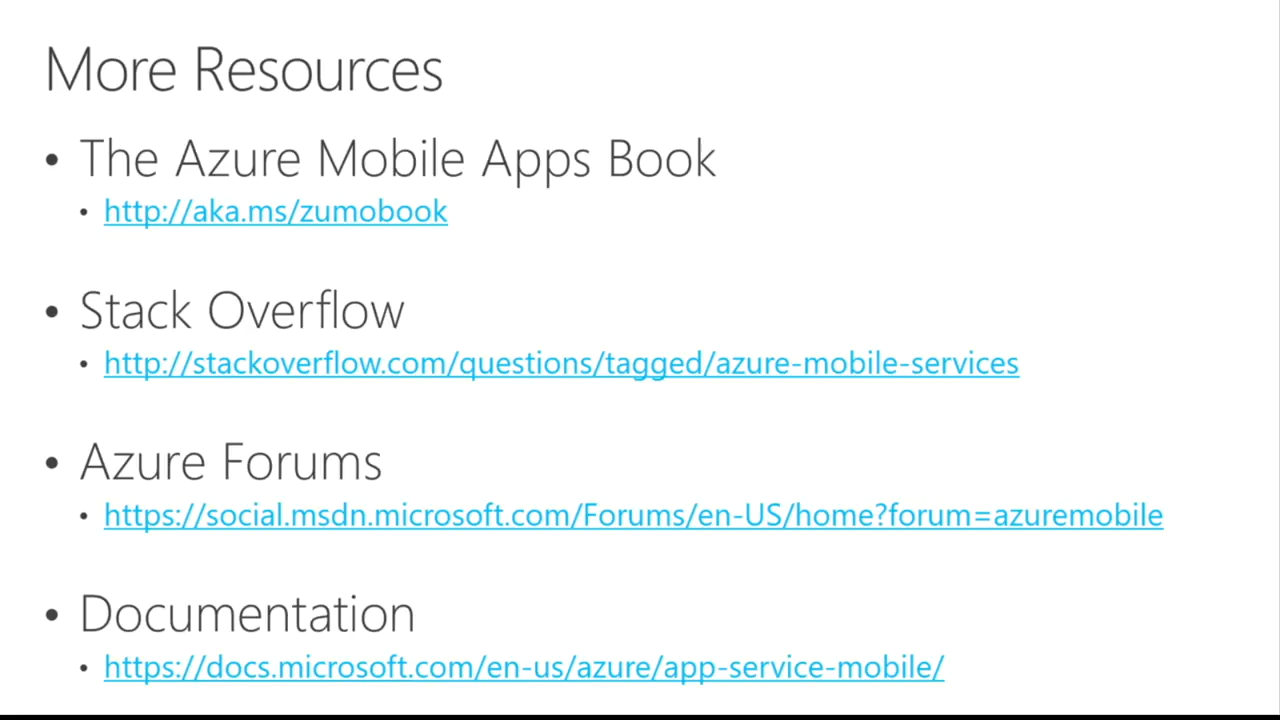 More Resources
• The Azure Mobile Apps Book
• http://aka.ms/zumobook
• Stack Overflow
• http://stackoverflow.com/questions/tagged/azure-mobile-services
• Azure Forums
• https://social.msdn.microsoft.com/Forums/en-US/home?forum=azuremobile
• Documentation
• https://docs.microsoft.com/en-us/azure/app-service-mobile/